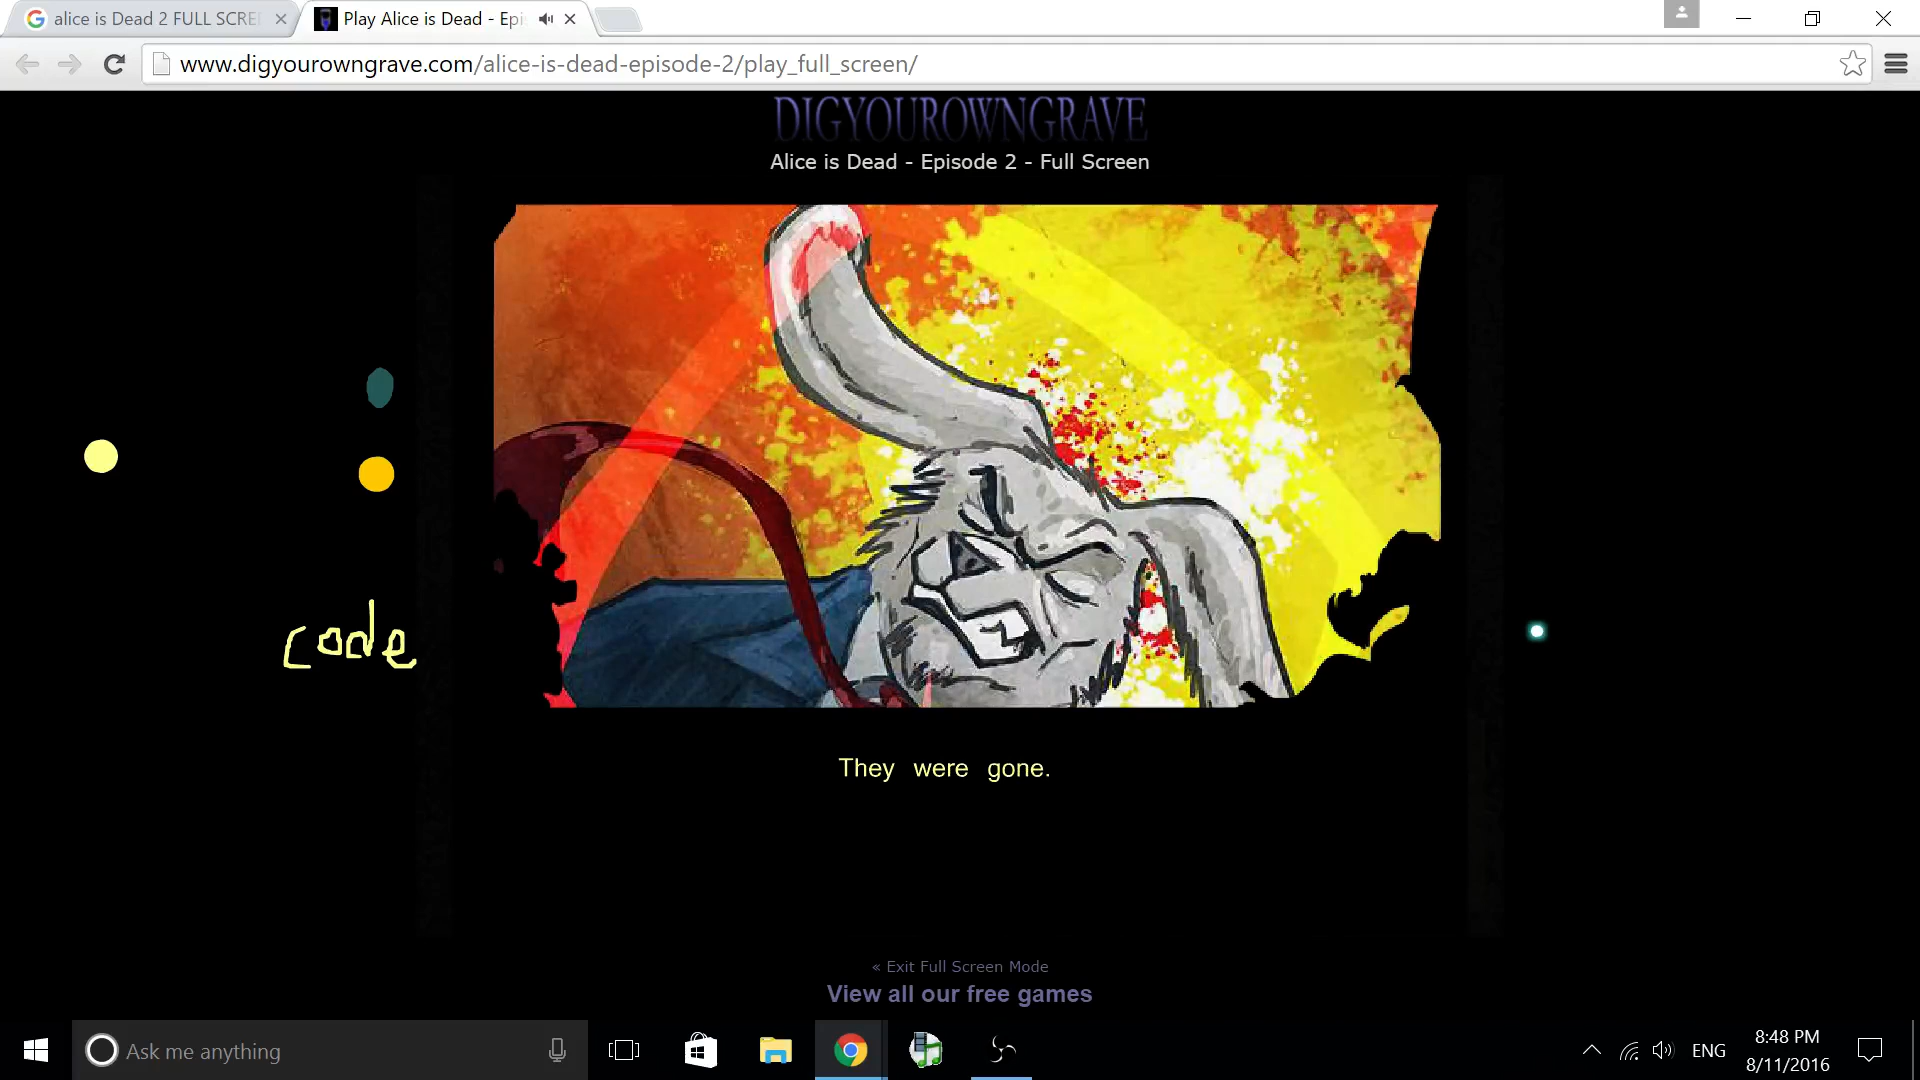 alice is Dead 2 FULL SCRE
Play Alice is Dead - Epi
www.digyourowngrave.com/alice-is-dead-episode-2/play_full_screen/
DIGYOUROWNGRAVE
Alice is Dead - Episode 2 - Full Screen
code
They were gone.
« Exit Full Screen Mode
View all our free games
Ask me anything
ENG
8:48 PM
8/11/2016